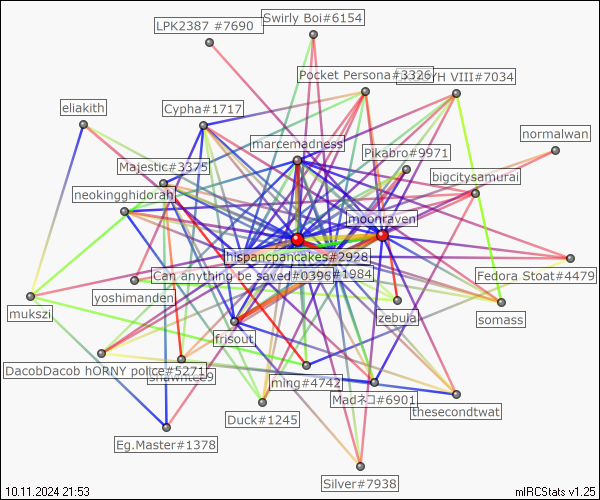 LPK2387 #7690
Swirly Boi#6154
Pocket Persona#3326
YH VIII#7034
eliakith
Cypha#1717
normalwan
marcemadness
Pikabro#9971
Majestic#3375
bigcitysamurai
neokingghidorah
moonraven
hispancpancakes#2928
Can anything be saved#0396
#1984
Fedora Stoat#4479
yoshimanden
mukszi
zebula
somass
frisout
DacobDacob hORNY police#5271
shawntee9
ming#4742
Madネコ#6901
thesecondtwat
Duck#1245
Eg.Master#1378
Silver#7938
10.11.2024 21:53
mIRCStats v1.25